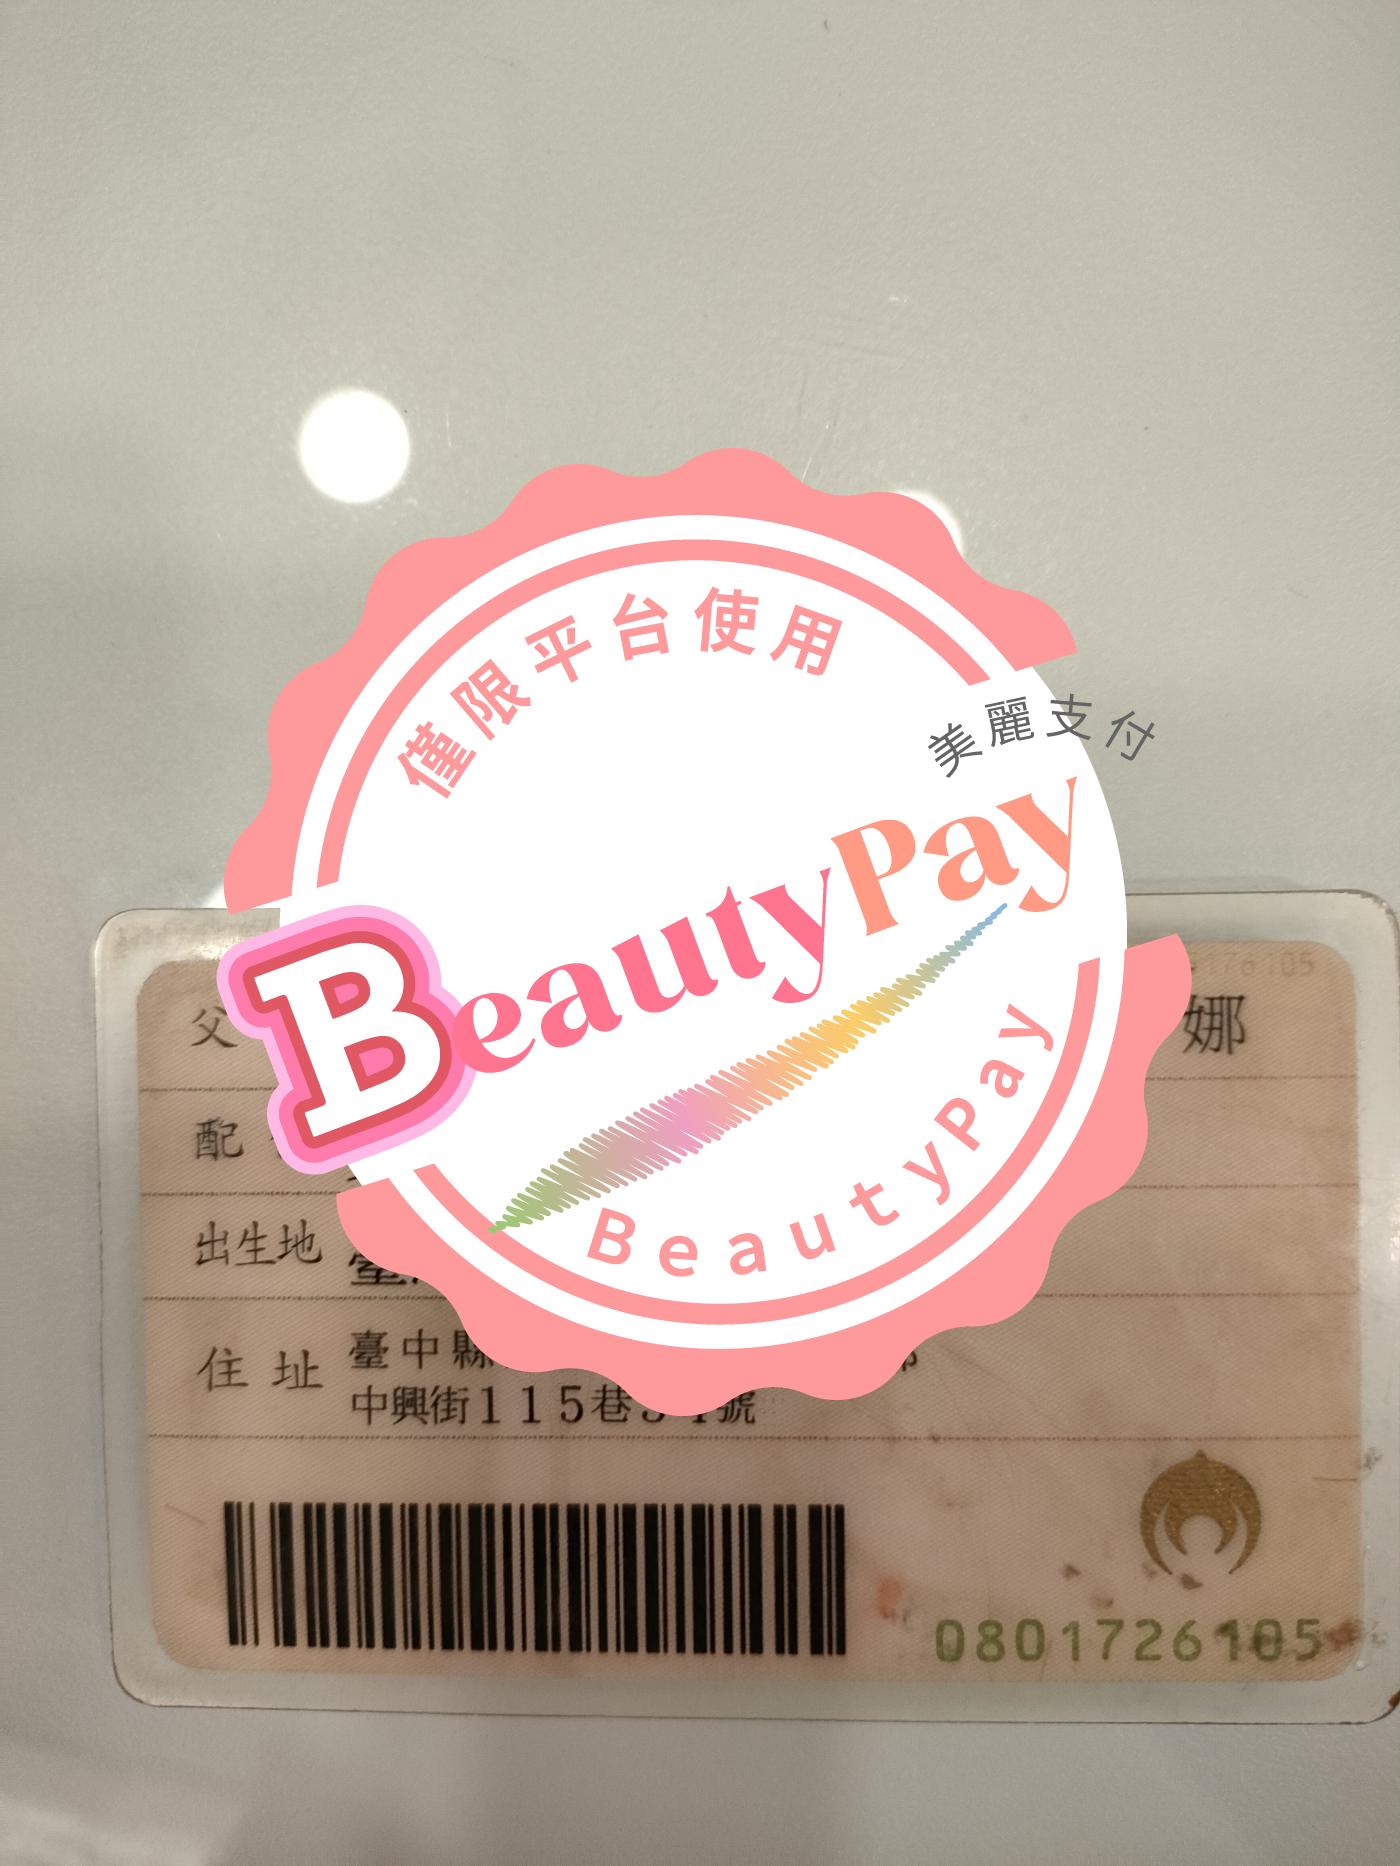 僅限平台使用
美麗支付
BeautyPay
BeautyPay
父
娜
配
出生地
住址 臺中縣
中興街115巷 號
0801726105